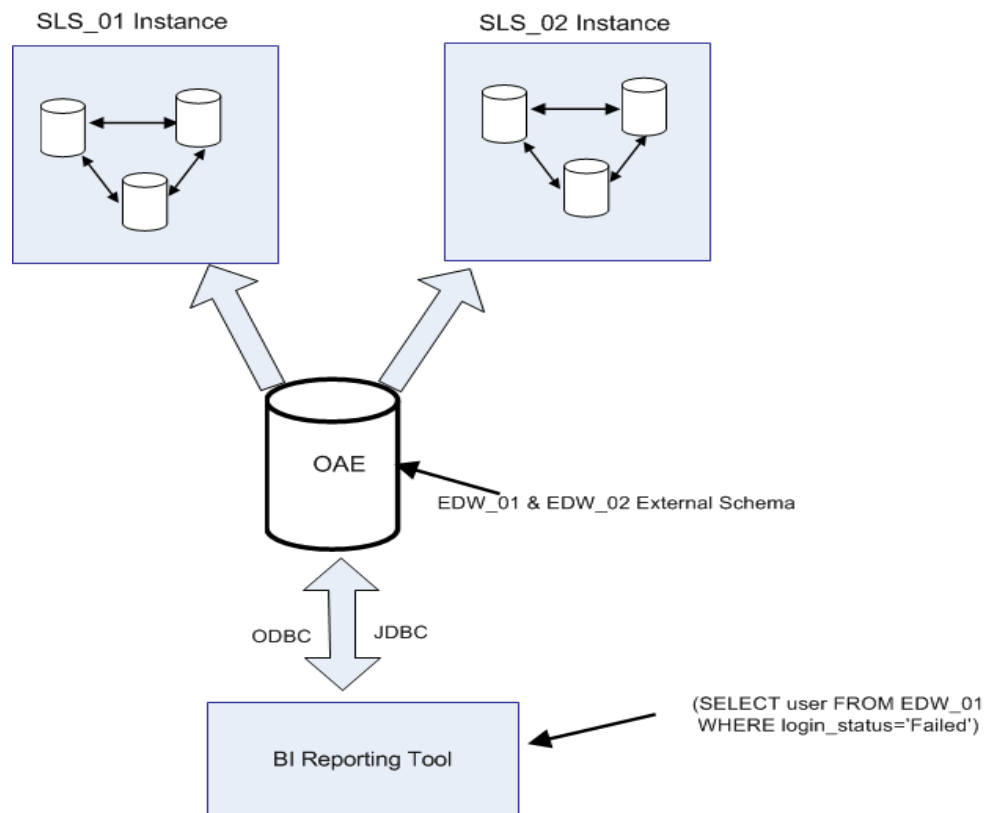 SLS_01 Instance
SLS_02 Instance
OAE
EDW_01 & EDW_02 External Schema
ODBC
JDBC
(SELECT user FROM EDW_01
WHERE login_status='Failed')
BI Reporting Tool